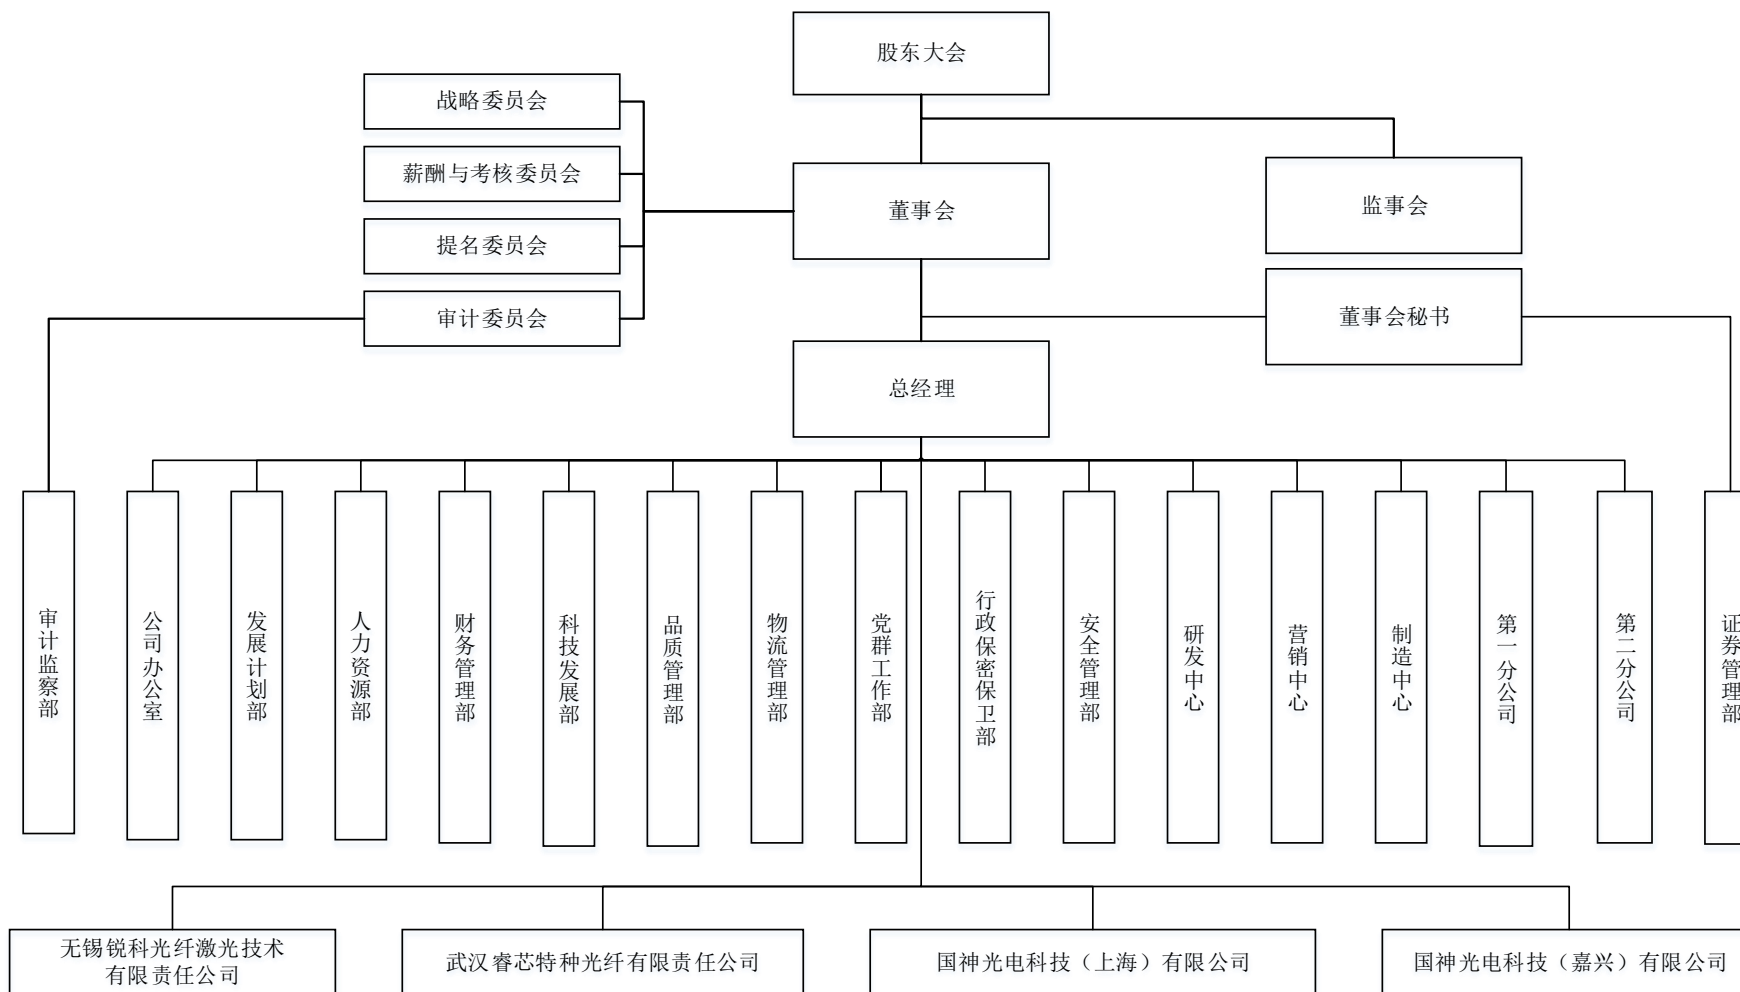 股东大会
战略委员会
薪酬与考核委员会
提名委员会
审计委员会
董事会
监事会
董事会秘书
总经理
审计监察部
公司办公室
发展计划部
人力资源部
财务管理部
科技发展部
品质管理部
物流管理部
党群工作部
行政保密保卫部
安全管理部
研发中心
营销中心
制造中心
第一分公司
第二分公司
证券管理部
无锡锐科光纤激光技术
有限责任公司
武汉睿芯特种光纤有限责任公司
国神光电科技（上海）有限公司
国神光电科技（嘉兴）有限公司